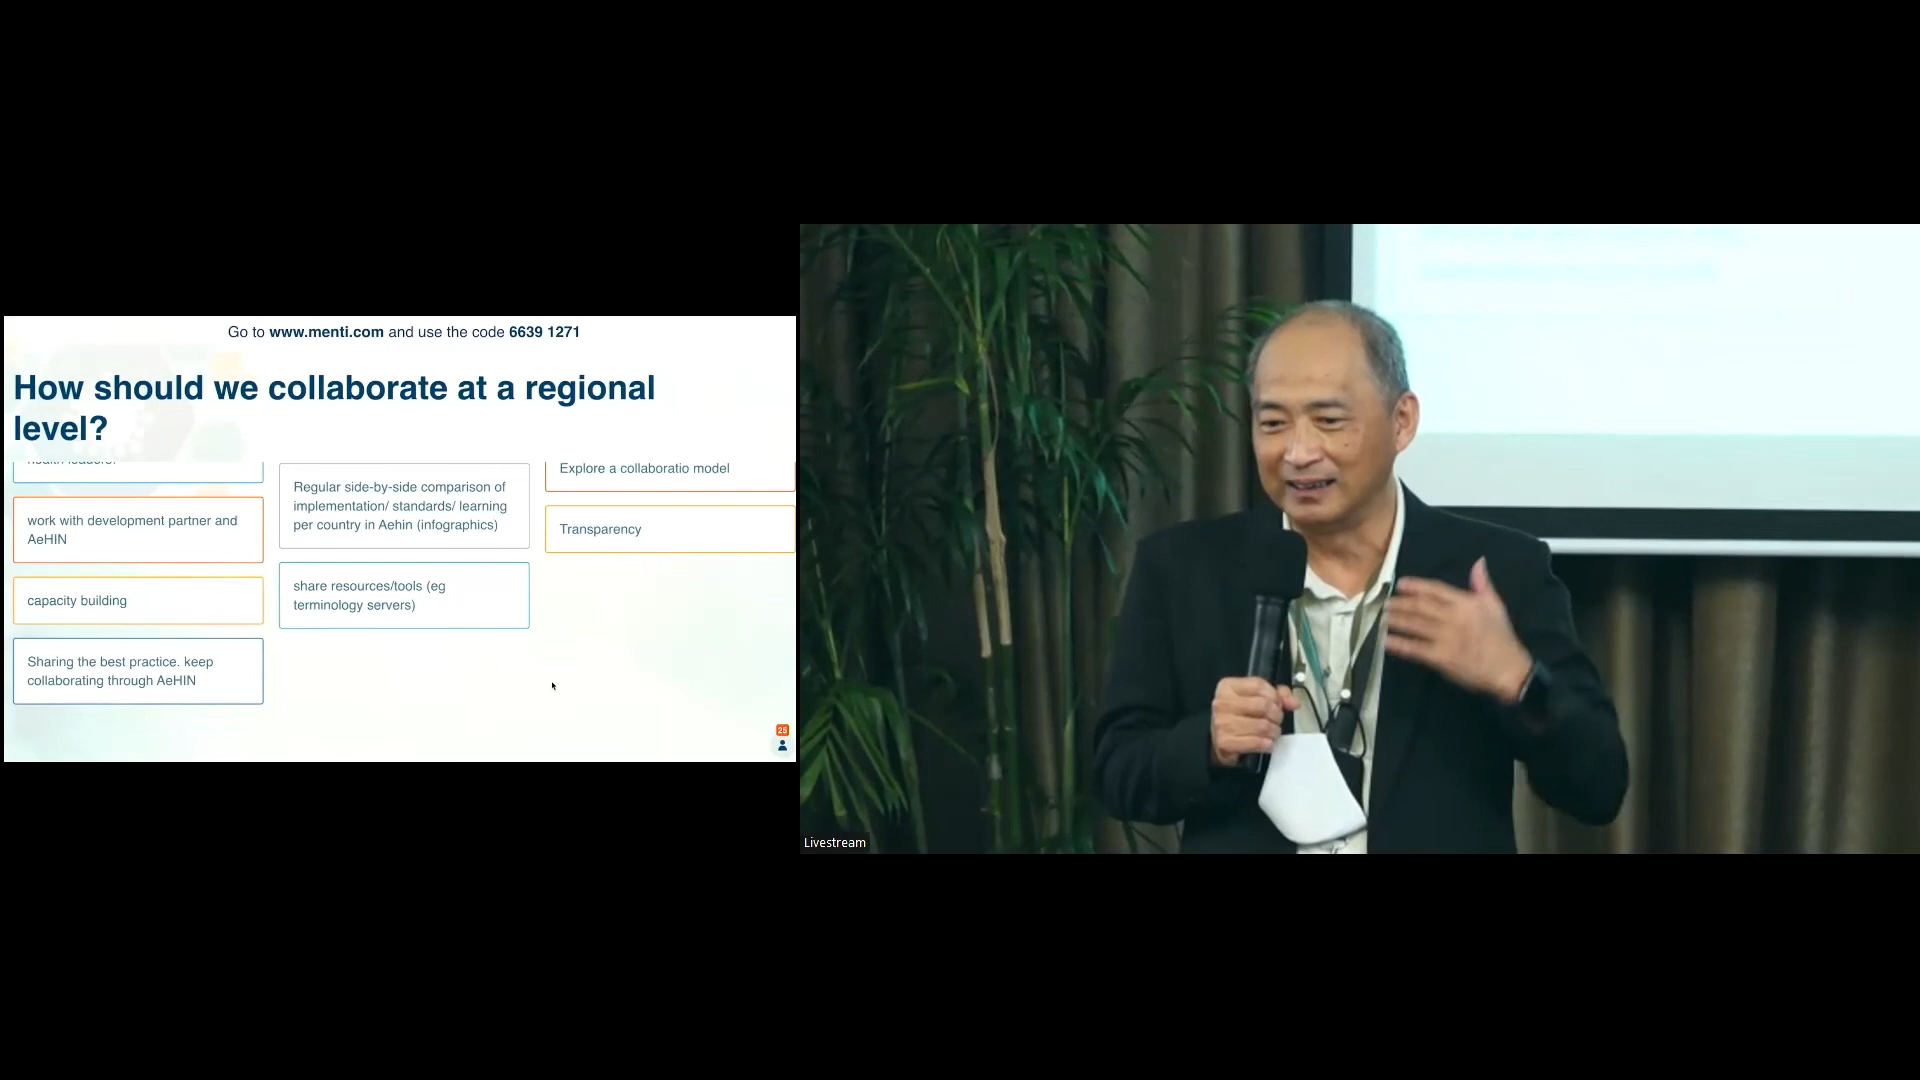 Go to www.menti.com and use the code 6639 1271
How should we collaborate at a regional
level?
health leaders.
work with development partner and
AeHIN
capacity building
Sharing the best practice. keep
collaborating through AeHIN
Regular side-by-side comparison of
implementation/ standards/ learning
per country in Aehin (infographics)
share resources/tools (eg
terminology servers)
Explore a collaboratio model
Transparency
25
Livestream